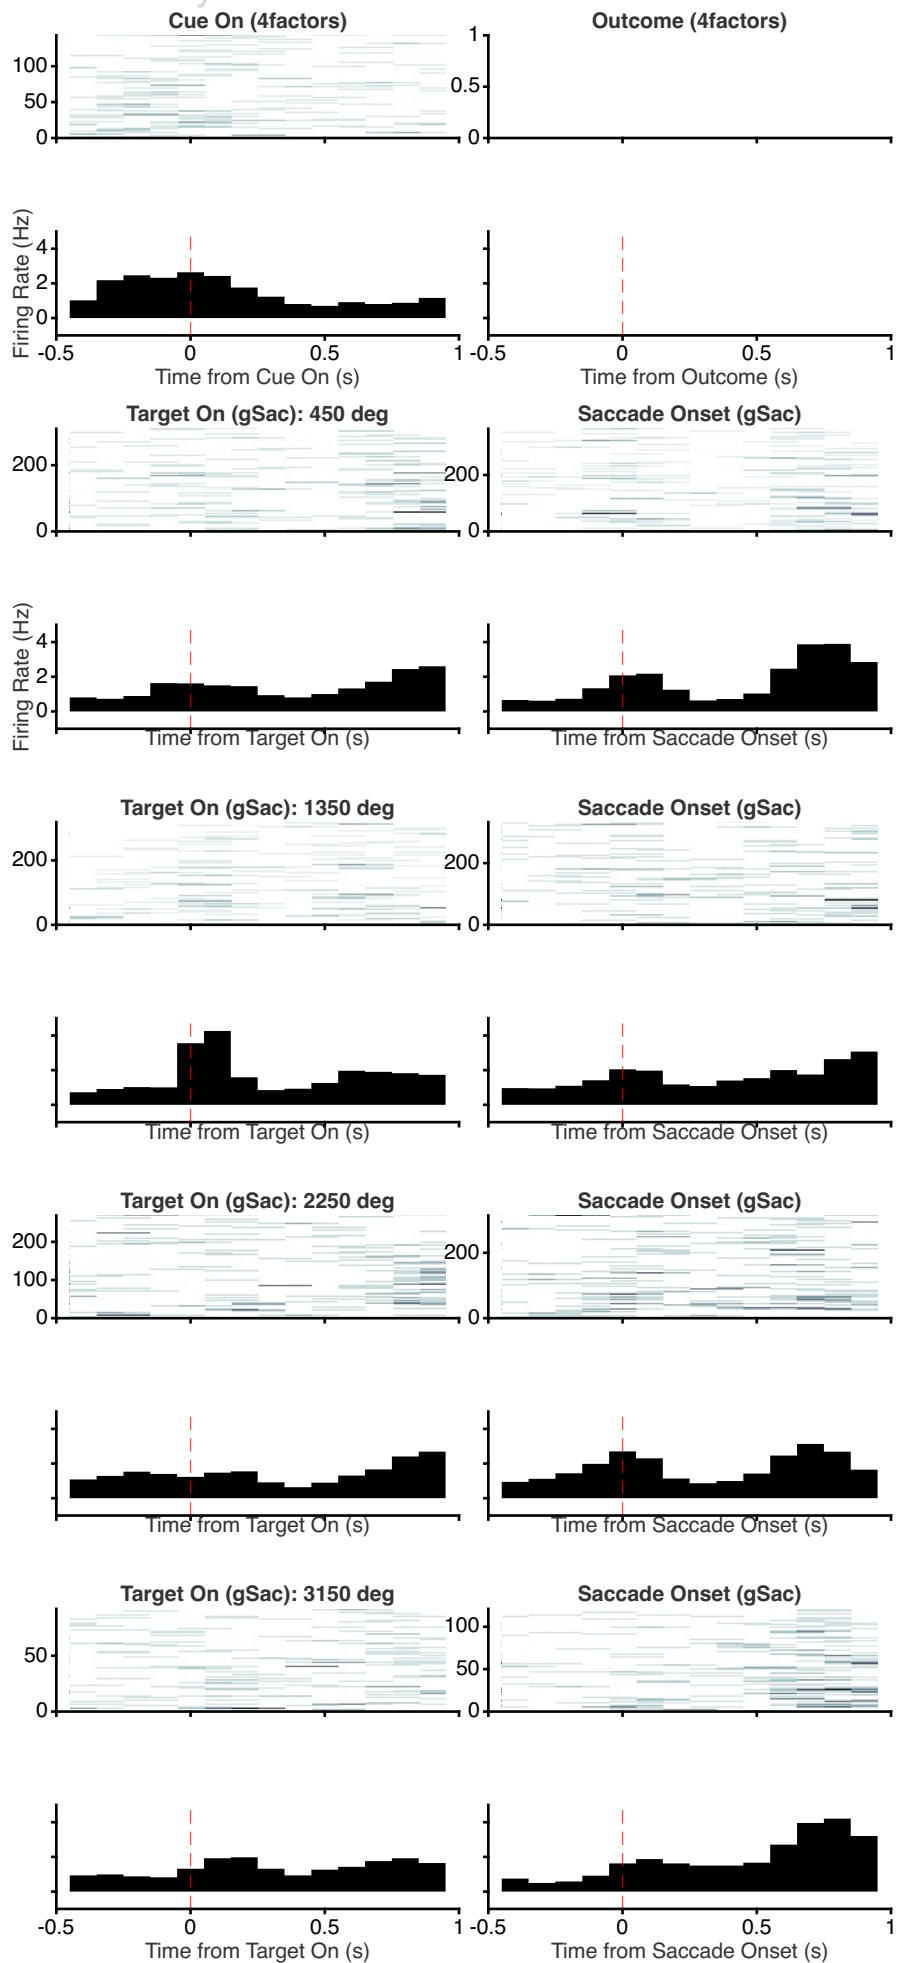 Cue On (4factors) Outcome (4factors)
100 1
50 0.5
0 0
Firing Rate (Hz)
4
2
0
-0.5 0 0.5 1 -0.5 0 0.5 1
Time from Cue On (s) Time from Outcome (s)
Target On (gSac): 450 deg Saccade Onset (gSac)
200 200
0 0
Firing Rate (Hz)
4
2
0
Time from Target On (s) Time from Saccade Onset (s)
Target On (gSac): 1350 deg Saccade Onset (gSac)
200 200
0 0
Time from Target On (s) Time from Saccade Onset (s)
Target On (gSac): 2250 deg Saccade Onset (gSac)
200 200
100
0 0
Time from Target On (s) Time from Saccade Onset (s)
Target On (gSac): 3150 deg Saccade Onset (gSac)
50 100
50
0 0
-0.5 0 0.5 1 -0.5 0 0.5 1
Time from Target On (s) Time from Saccade Onset (s)